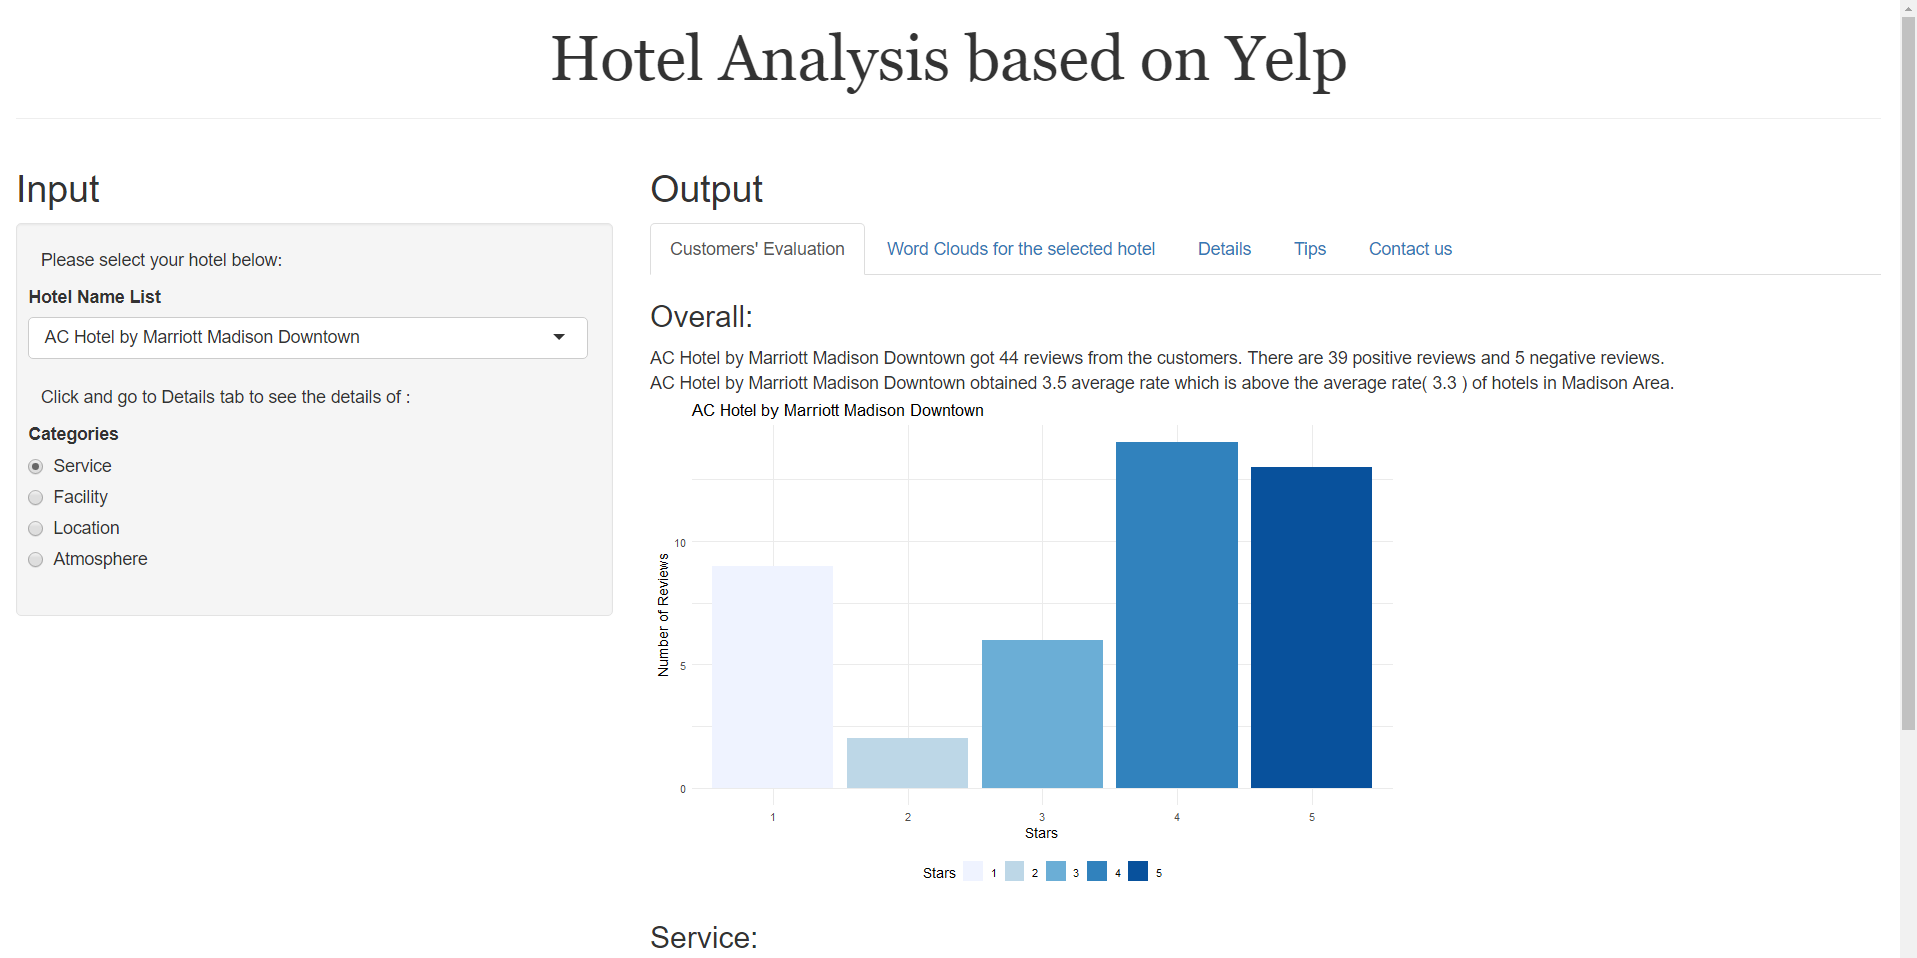 Hotel Analysis based on Yelp
Input
Please select your hotel below:
Hotel Name List
AC Hotel by Marriott Madison Downtown
Click and go to Details tab to see the details of :
Categories
Service
Facility
Location
Atmosphere
Output
Customers' Evaluation
Word Clouds for the selected hotel
Details
Tips
Contact us
Overall:
AC Hotel by Marriott Madison Downtown got 44 reviews from the customers. There are 39 positive reviews and 5 negative reviews.
AC Hotel by Marriott Madison Downtown obtained 3.5 average rate which is above the average rate( 3.3 ) of hotels in Madison Area.
AC Hotel by Marriott Madison Downtown
Number of Reviews
10
5
0
1 2 3 4 5
Stars
Stars 1 2 3 4 5
Service: